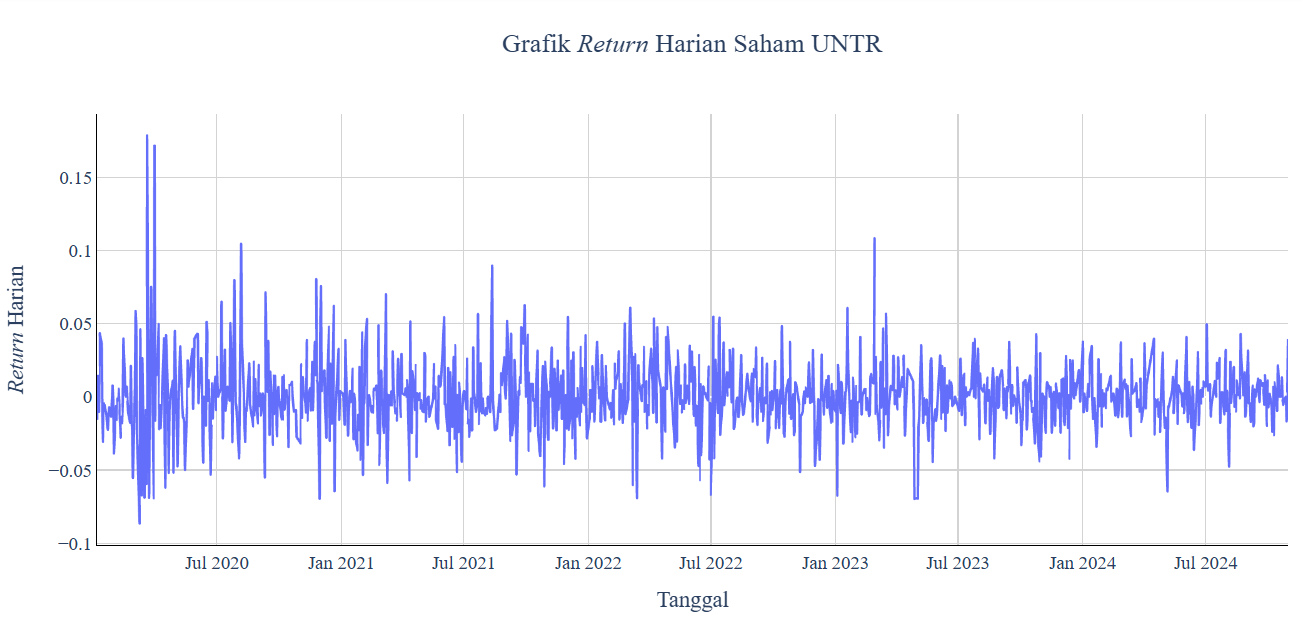 Grafik Return Harian Saham UNTR
Return Harian
0.15
0.1
0.05
0
−0.05
−0.1
Jul 2020 Jan 2021 Jul 2021 Jan 2022 Jul 2022 Jan 2023 Jul 2023 Jan 2024 Jul 2024
Tanggal